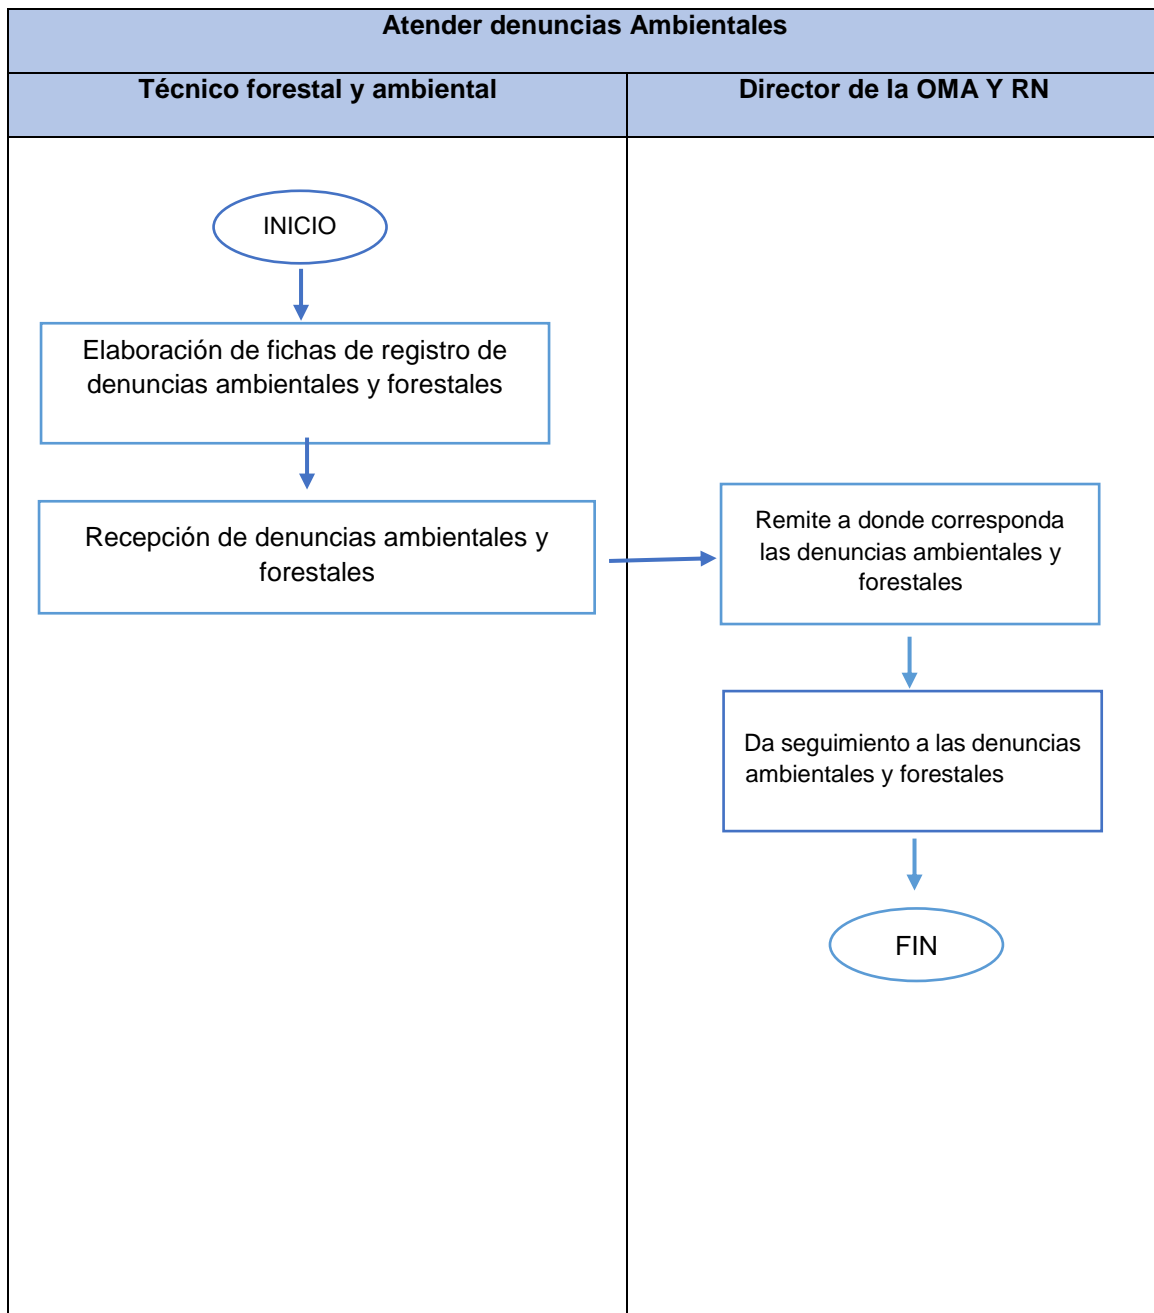 Atender denuncias Ambientales
Técnico forestal y ambiental
Director de la OMA Y RN
INICIO
Elaboración de fichas de registro de
denuncias ambientales y forestales
Recepción de denuncias ambientales y
forestales
Remite a donde corresponda
las denuncias ambientales y
forestales
Da seguimiento a las denuncias
ambientales y forestales
FIN